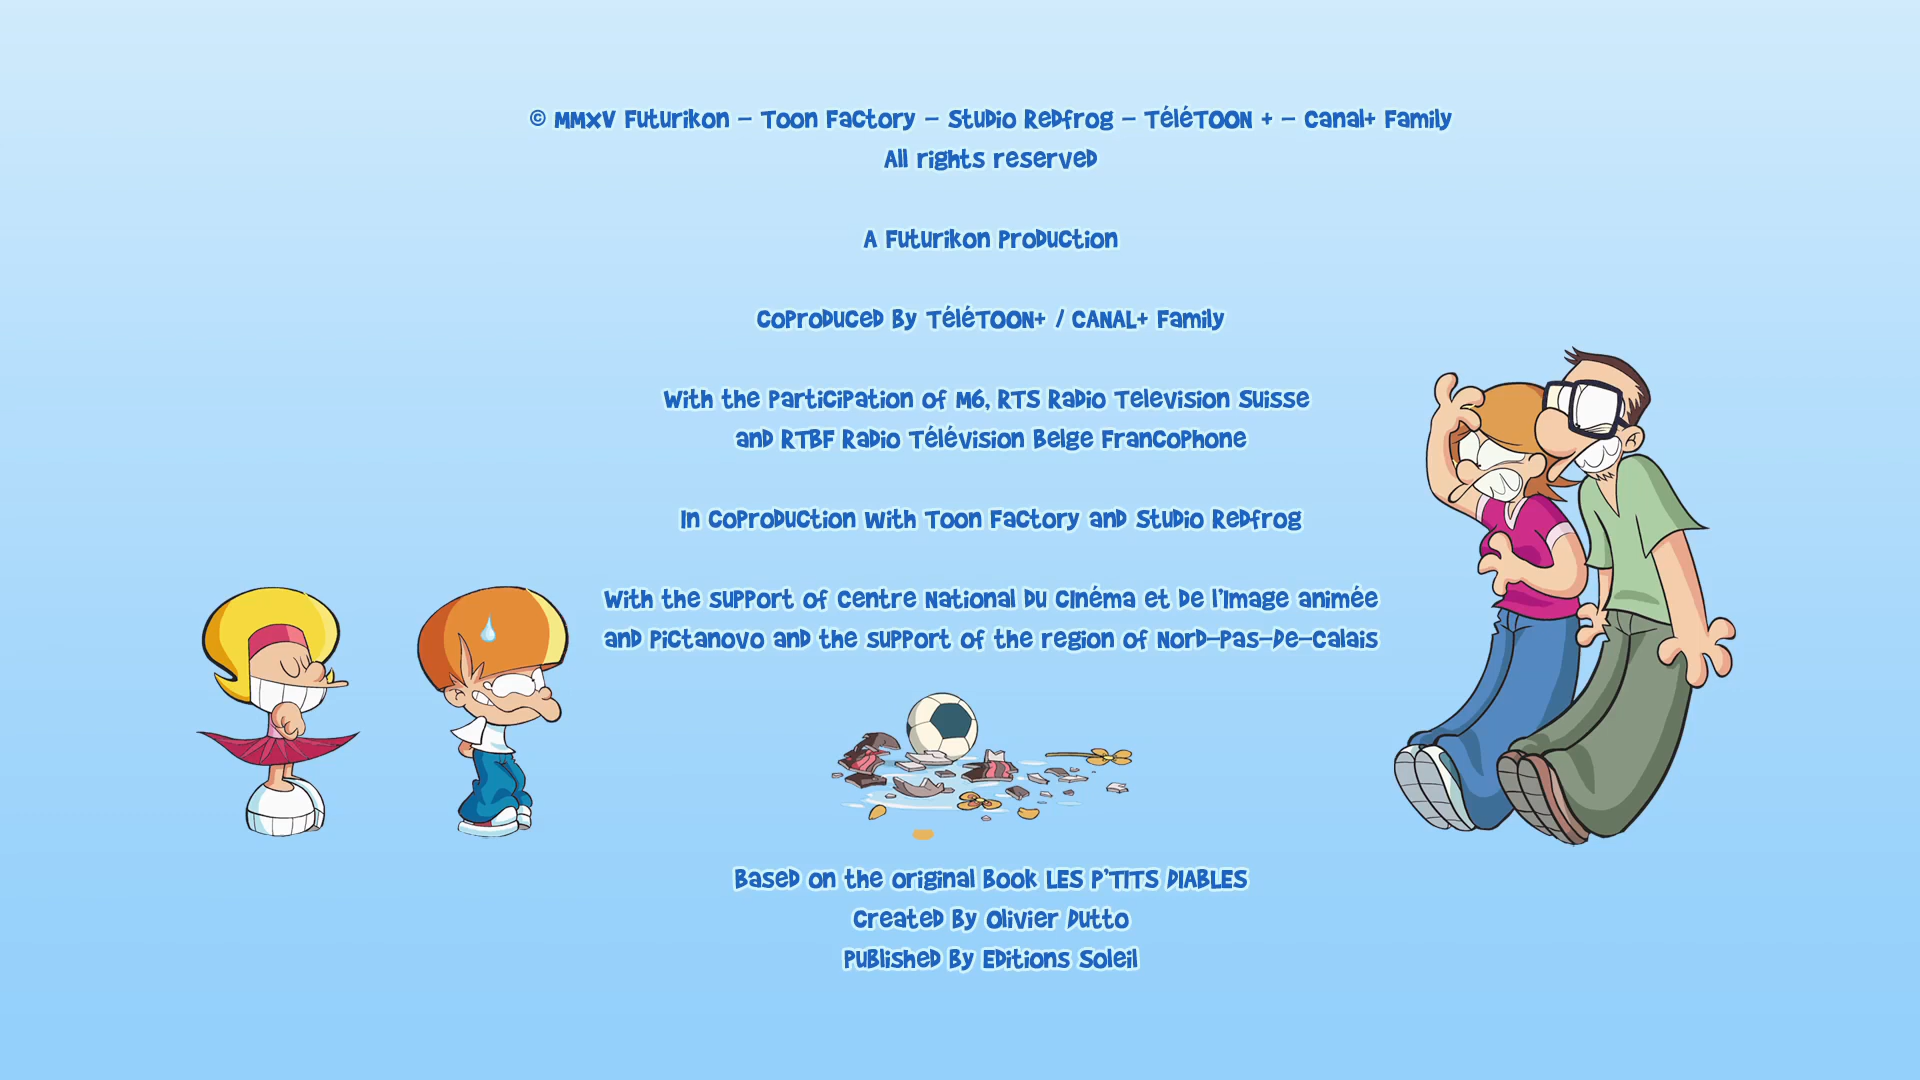 © MMXV Futurikon – Toon Factory – Studio Redfrog – TéléTOON + – Canal+ Family
All rights reserved
A Futurikon Production
Coproduced by TéléTOON+ / CANAL+ Family
With the participation of M6, RTS Radio Television Suisse
and RTBF Radio Télévision Belge Francophone
In coproduction with Toon Factory and Studio Redfrog
With the support of Centre National du Cinéma et de l'Image animée
and Pictanovo and the support of the region of Nord-Pas-de-Calais
Based on the original book LES P'TITS DIABLES
Created by Olivier Dutto
Published by Editions Soleil